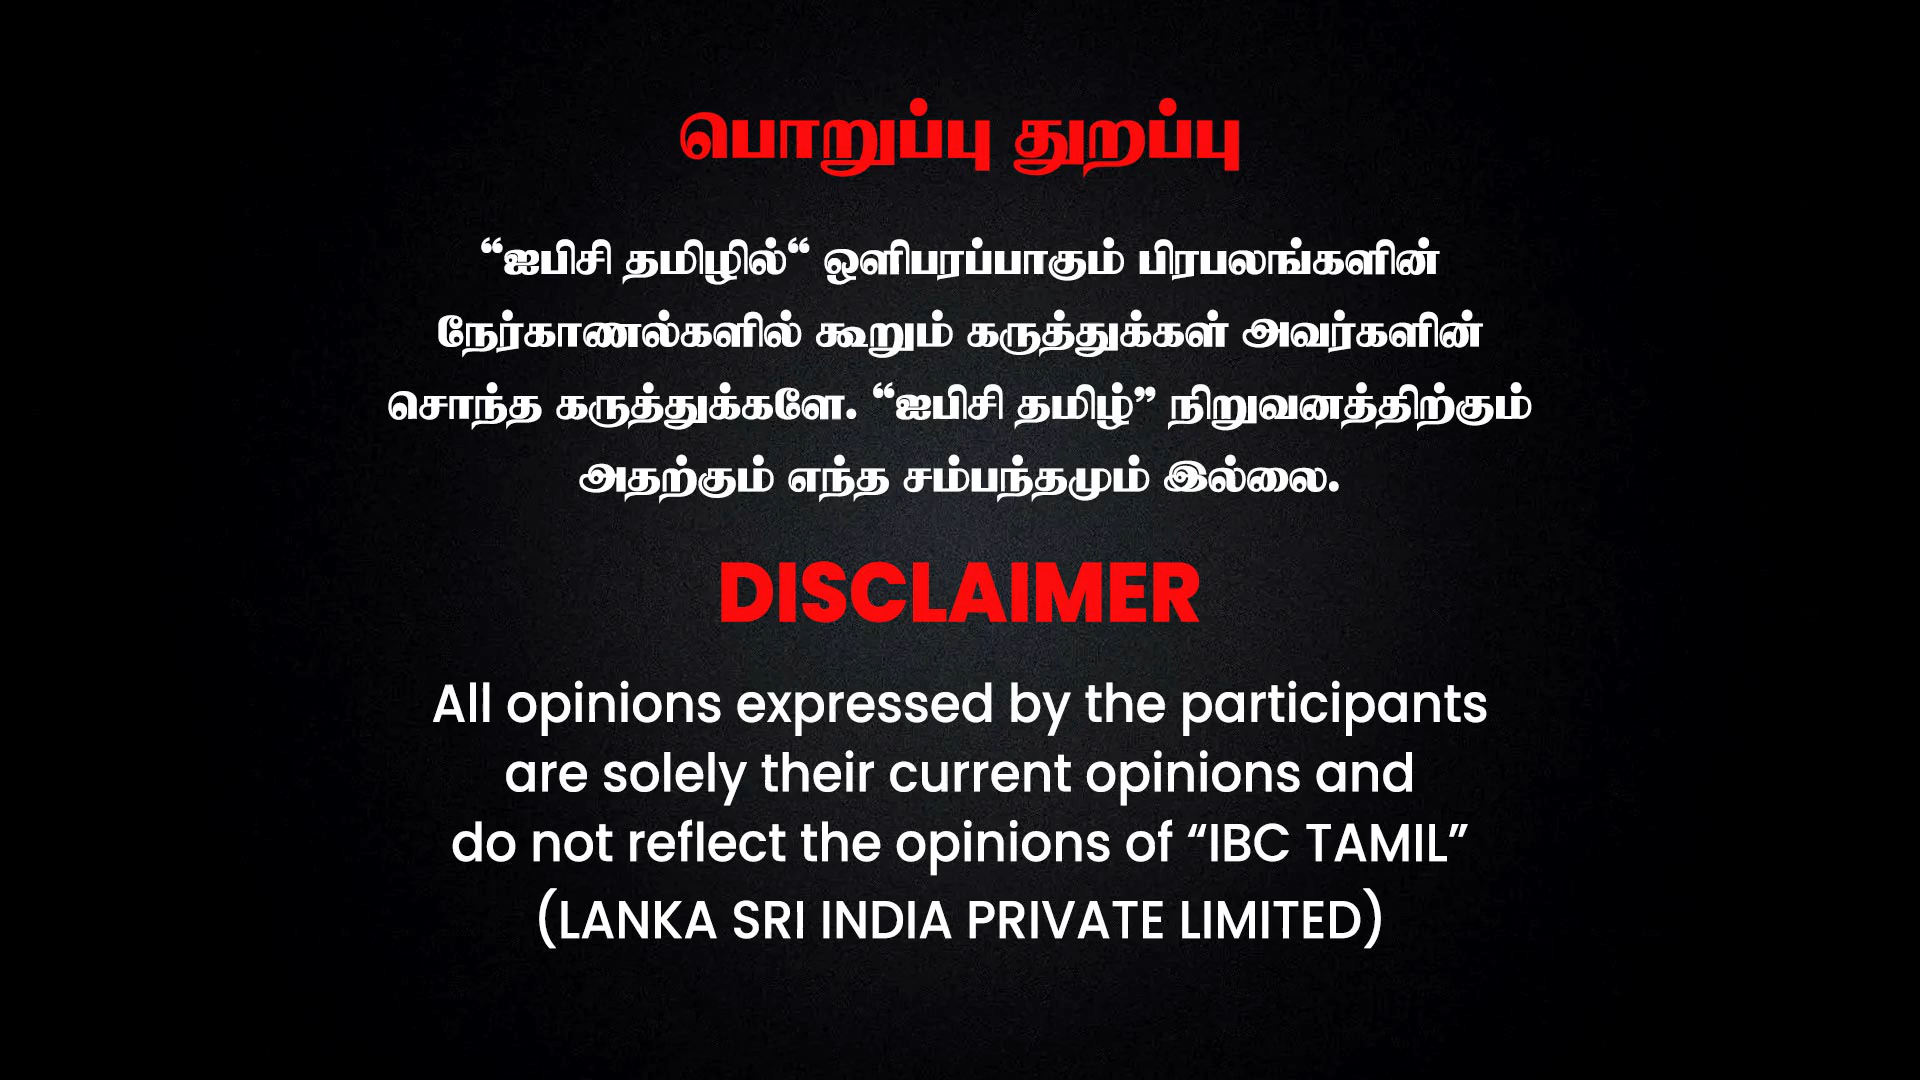 பொறுப்பு துறப்பு
“ஐபிசி தமிழில்“ ஒளிபரப்பாகும் பிரபலங்களின்
நேர்காணல்களில் கூறும் கருத்துக்கள் அவர்களின்
சொந்த கருத்துக்களே. “ஐபிசி தமிழ்” நிறுவனத்திற்கும்
அதற்கும் எந்த சம்பந்தமும் இல்லை.
DISCLAIMER
All opinions expressed by the participants
are solely their current opinions and
do not reflect the opinions of “IBC TAMIL”
(LANKA SRI INDIA PRIVATE LIMITED)